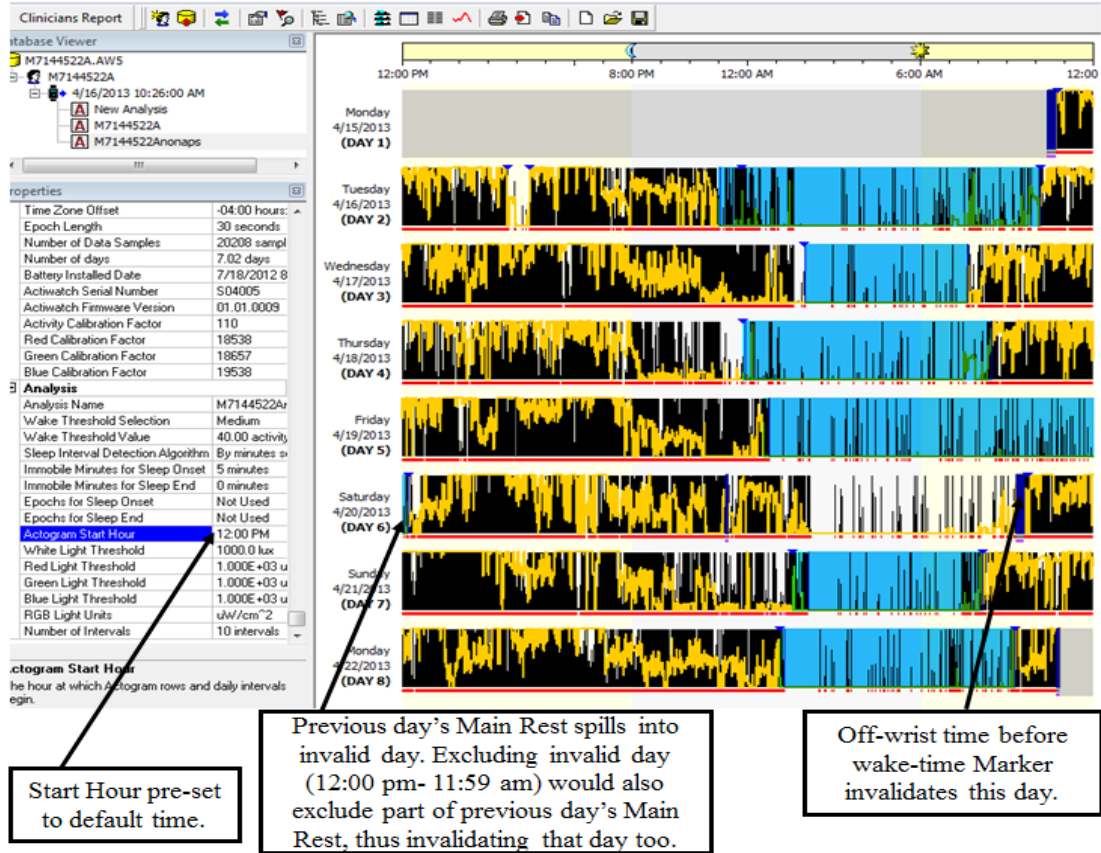 Clinicians Report
atabase Viewer
M7144522A.AWS
M7144522A
4/16/2013 10:26:00 AM
A New Analysis
A M7144522A
A M7144522Anonaps
roperties
Time Zone Offset -04:00 hours:
Epoch Length 30 seconds
Number of Data Samples 20208 sampl
Number of days 7.02 days
Battery Installed Date 7/18/2012 8
Actiwatch Serial Number S04005
Actiwatch Firmware Version 01.01.0009
Activity Calibration Factor 110
Red Calibration Factor 18538
Green Calibration Factor 18657
Blue Calibration Factor 19538
Analysis
Analysis Name M7144522Ar
Wake Threshold Selection Medium
Wake Threshold Value 40.00 activity
Sleep Interval Detection Algorithm By minutes s
Immobile Minutes for Sleep Onset 5 minutes
Immobile Minutes for Sleep End 0 minutes
Epochs for Sleep Onset Not Used
Epochs for Sleep End Not Used
Actogram Start Hour 12:00 PM
White Light Threshold 1000.0 lux
Red Light Threshold 1.000E+03 u
Green Light Threshold 1.000E+03 u
Blue Light Threshold 1.000E+03 u
RGB Light Units uW/cm^2
Number of Intervals 10 intervals
ctogram Start Hour
he hour at which Actogram rows and daily intervals
egin.
12:00 PM 8:00 PM 12:00 AM 6:00 AM 12:00
Monday
4/15/2013
(DAY 1)
Tuesday
4/16/2013
(DAY 2)
Wednesday
4/17/2013
(DAY 3)
Thursday
4/18/2013
(DAY 4)
Friday
4/19/2013
(DAY 5)
Saturday
4/20/2013
(DAY 6)
Sunday
4/21/2013
(DAY 7)
Monday
4/22/2013
(DAY 8)
Start Hour pre-set
to default time.
Previous day's Main Rest spills into
invalid day. Excluding invalid day
(12:00 pm- 11:59 am) would also
exclude part of previous day's Main
Rest, thus invalidating that day too.
Off-wrist time before
wake-time Marker
invalidates this day.